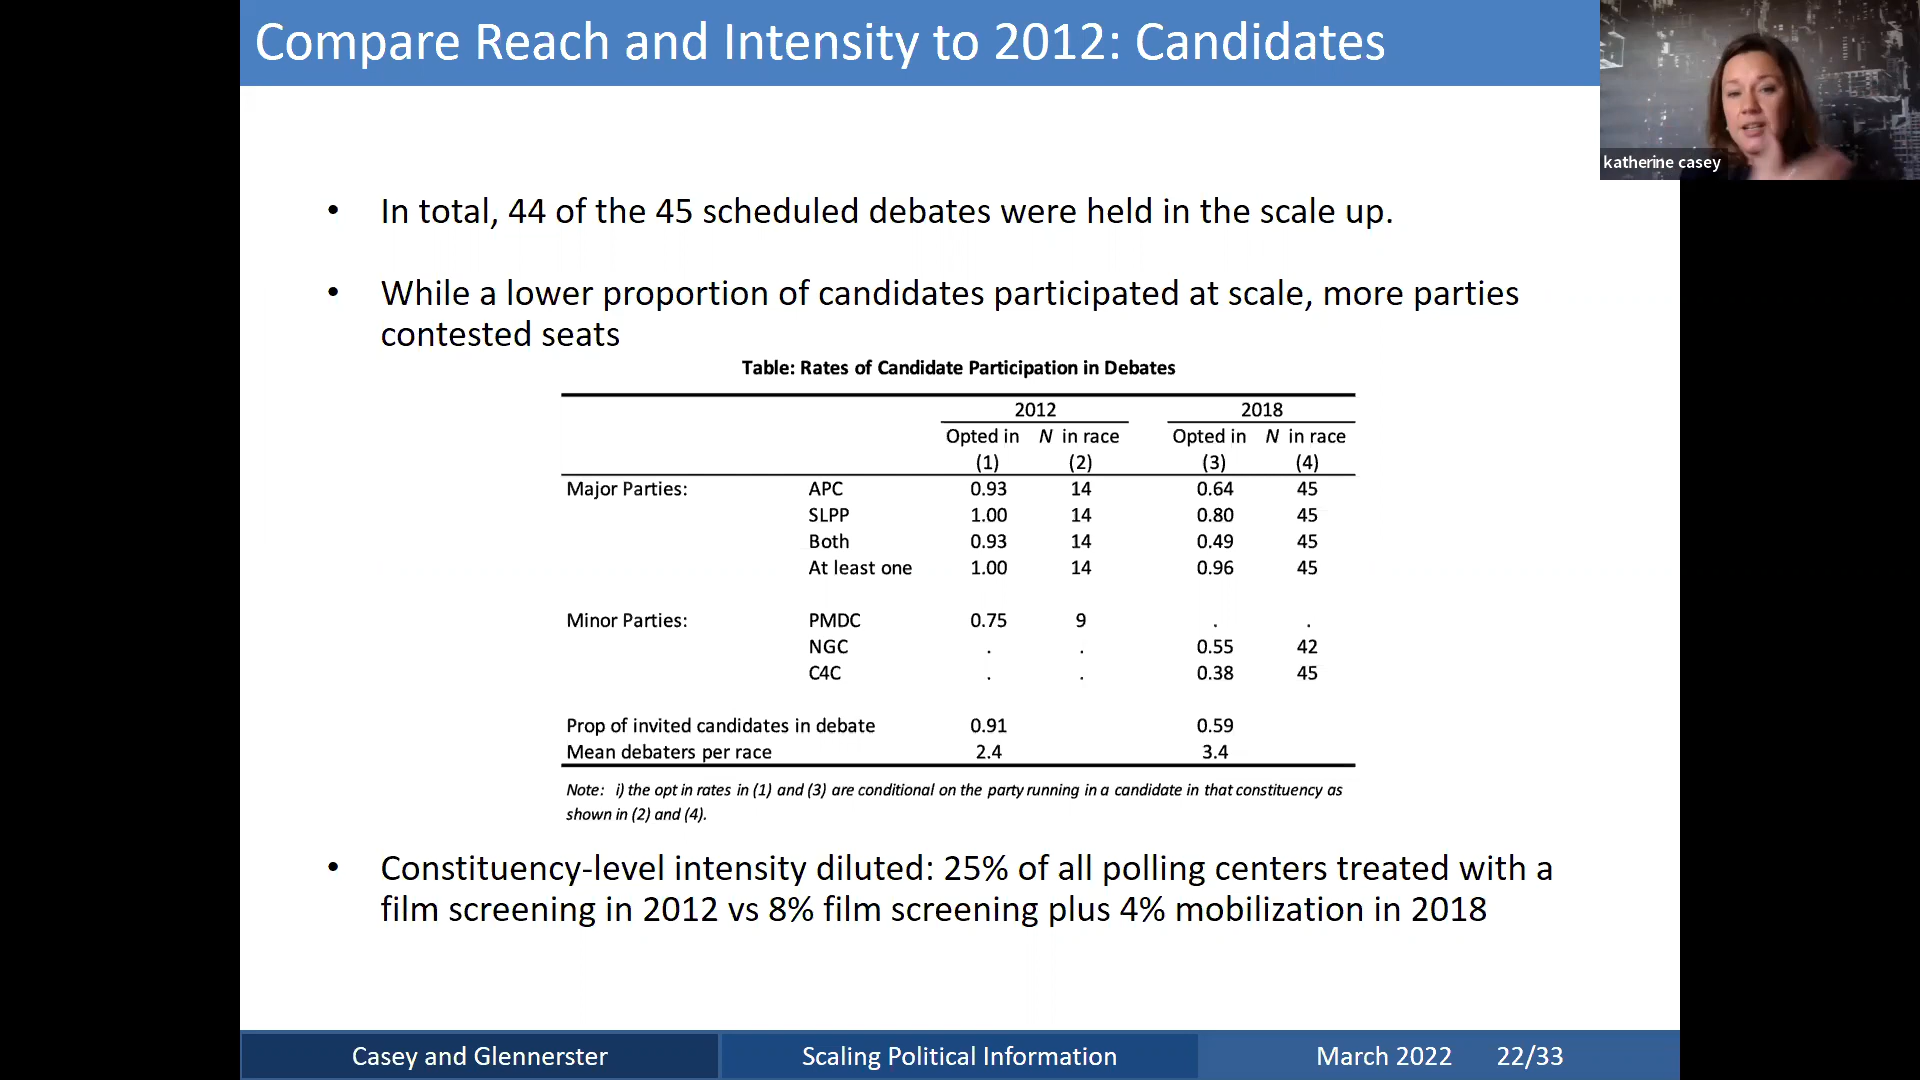 Compare Reach and Intensity to 2012: Candidates
katherine casey
• In total, 44 of the 45 scheduled debates were held in the scale up.
• While a lower proportion of candidates participated at scale, more parties
contested seats
Table: Rates of Candidate Participation in Debates
2012 2018
Opted in N in race Opted in N in race
(1) (2) (3) (4)
Major Parties: APC 0.93 14 0.64 45
SLPP 1.00 14 0.80 45
Both 0.93 14 0.49 45
At least one 1.00 14 0.96 45
Minor Parties: PMDC 0.75 9 . .
NGC . . 0.55 42
C4C . . 0.38 45
Prop of invited candidates in debate 0.91 0.59
Mean debaters per race 2.4 3.4
Note: i) the opt in rates in (1) and (3) are conditional on the party running in a candidate in that constituency as
shown in (2) and (4).
• Constituency-level intensity diluted: 25% of all polling centers treated with a
film screening in 2012 vs 8% film screening plus 4% mobilization in 2018
Casey and Glennerster Scaling Political Information March 2022 22/33